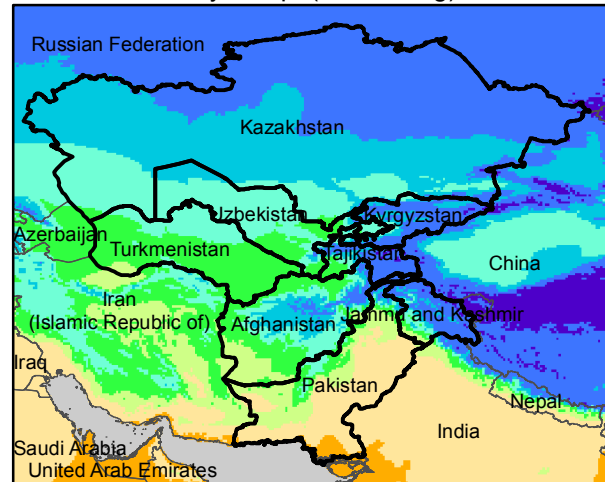 Russian Federation
Kazakhstan
Uzbekistan
Kyrgyzstan
Azerbaijan
Turkmenistan
Tajikistan
China
Iran
(Islamic Republic of)
Afghanistan
Jammu and Kashmir
Iraq
Pakistan
Nepal
India
Saudi Arabia
United Arab Emirates